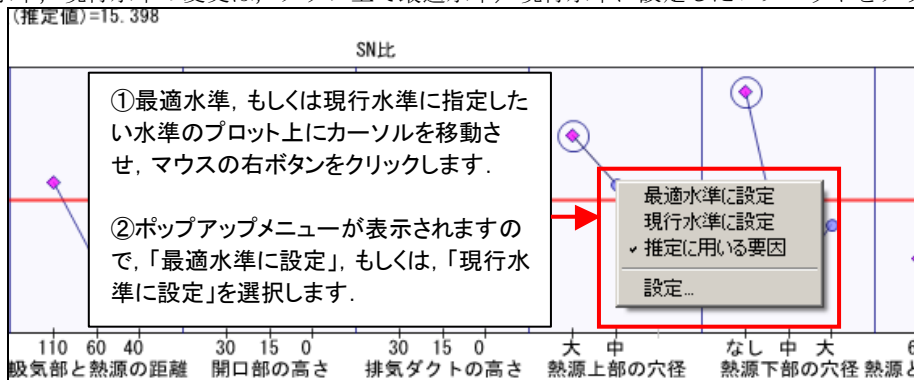 (推定値)=15.398
SN比
①最適水準，もしくは現行水準に指定した
い水準のプロット上にカーソルを移動さ
せ，マウスの右ボタンをクリックします．
②ポップアップメニューが表示されますの
で，「最適水準に設定」，もしくは，「現行水
準に設定」を選択します．
最適水準に設定
現行水準に設定
✓ 推定に用いる要因
設定...
110 60 40 30 15 0 30 15 0 大 中 なし 中 大 6
吸気部と熱源の距離 開口部の高さ 排気ダクトの高さ 熱源上部の穴径 熱源下部の穴径 熱源と